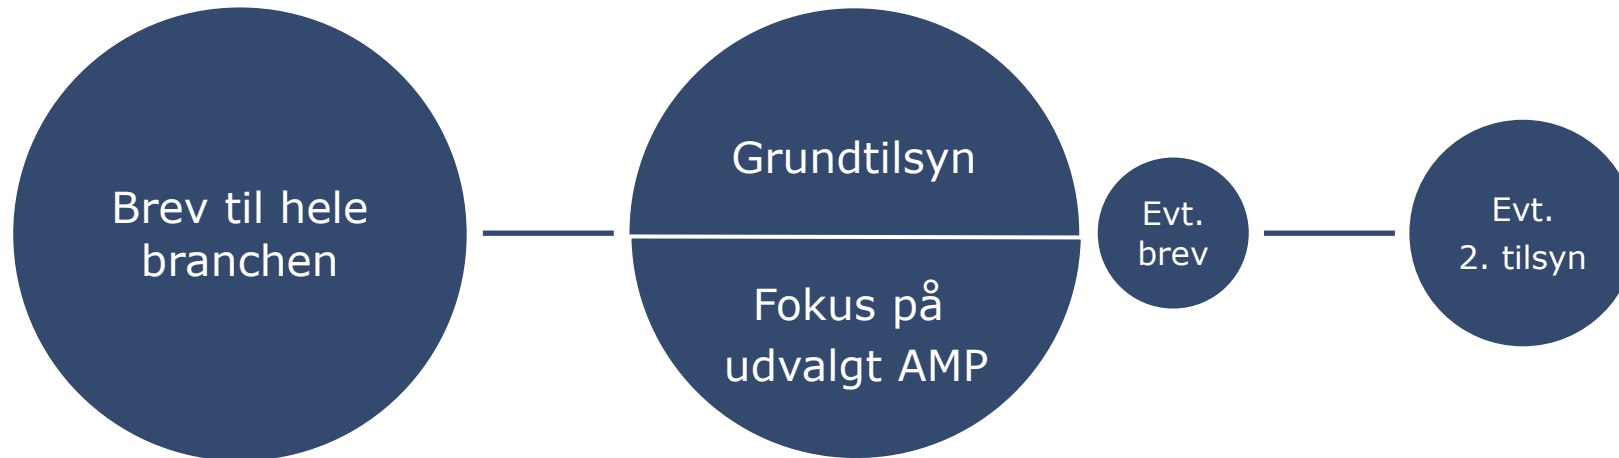 Brev til hele
branchen
Grundtilsyn
Fokus på
udvalgt AMP
Evt.
brev
Evt.
2. tilsyn